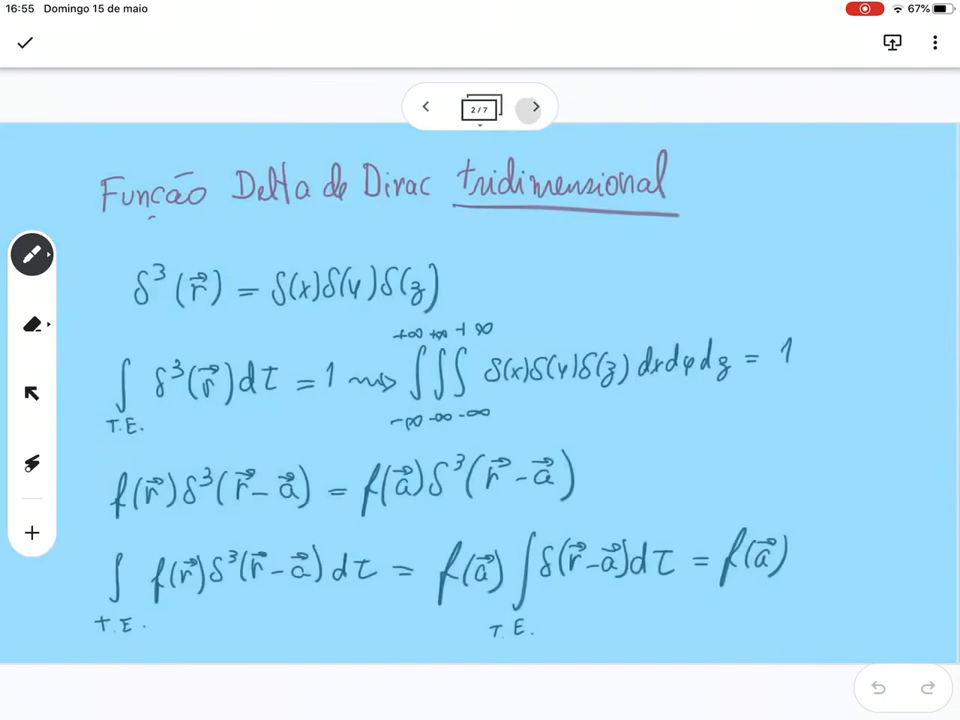 16:55 Domingo 15 de maio 67%
2/7
Função Delta de Dirac tridimensional
δ³(r⃗) = δ(x)δ(y)δ(z)
∫_{T.E.} δ³(r⃗)dτ = 1 ⇝ ∫_{-∞}^{+∞}∫_{-∞}^{+∞}∫_{-∞}^{+∞} δ(x)δ(y)δ(z) dxdydz = 1
f(r⃗)δ³(r⃗-a⃗) = f(a⃗)δ³(r⃗-a⃗)
∫_{T.E.} f(r⃗)δ³(r⃗-a⃗)dτ = f(a⃗)∫_{T.E.} δ(r⃗-a⃗)dτ = f(a⃗)